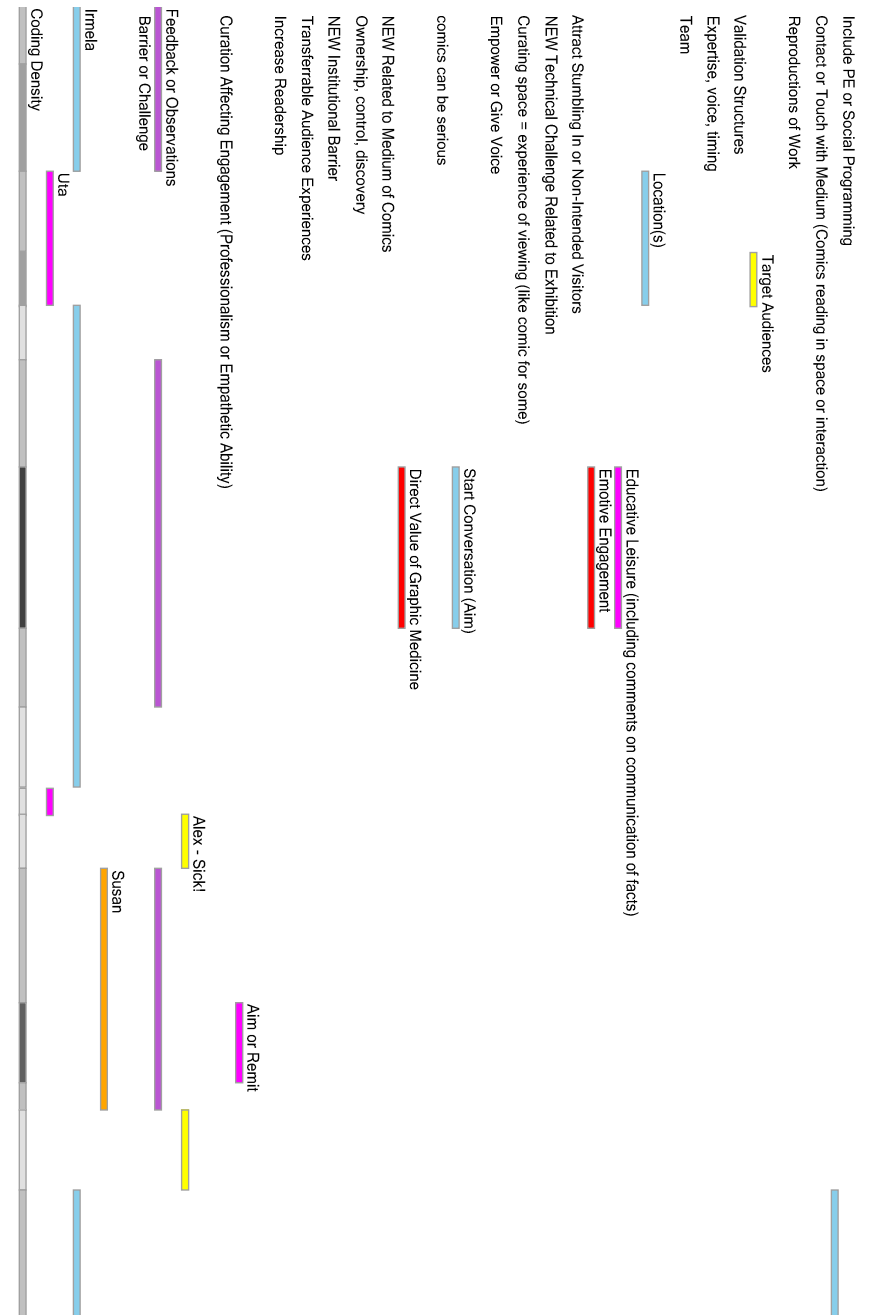 Include PE or Social Programming
Contact or Touch with Medium (Comics reading in space or interaction)
Reproductions of Work
Target Audiences
Validation Structures
Expertise, voice, timing
Team
Location(s)
Educative Leisure (including comments on communication of facts)
Emotive Engagement
Attract Stumbling In or Non-Intended Visitors
NEW Technical Challenge Related to Exhibition
Curating space = experience of viewing (like comic for some)
Empower or Give Voice
Start Conversation (Aim)
comics can be serious
Direct Value of Graphic Medicine
NEW Related to Medium of Comics
Ownership, control, discovery
NEW Institutional Barrier
Transferrable Audience Experiences
Increase Readership
Aim or Remit
Curation Affecting Engagement (Professionalism or Empathetic Ability)
Alex - Sick!
Feedback or Observations
Barrier or Challenge
Susan
Irmela
Uta
Coding Density